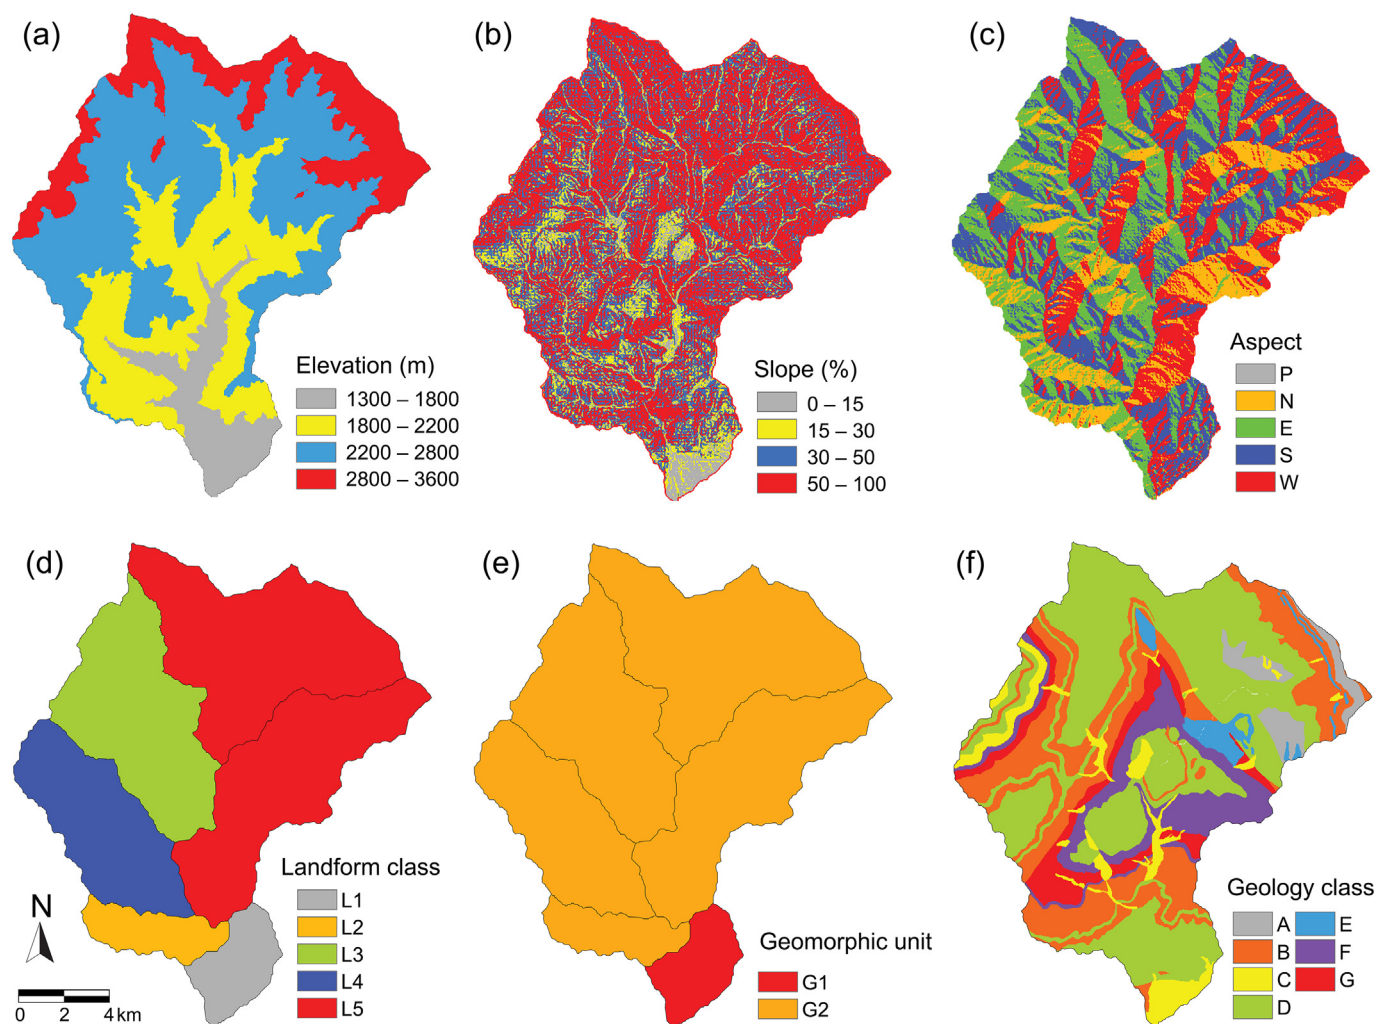 (a)
Elevation (m)
1300 – 1800
1800 – 2200
2200 – 2800
2800 – 3600
(b)
Slope (%)
0 – 15
15 – 30
30 – 50
50 – 100
(c)
Aspect
P
N
E
S
W
(d)
Landform class
L1
L2
L3
L4
L5
N
0 2 4 km
(e)
Geomorphic unit
G1
G2
(f)
Geology class
A E
B F
C G
D